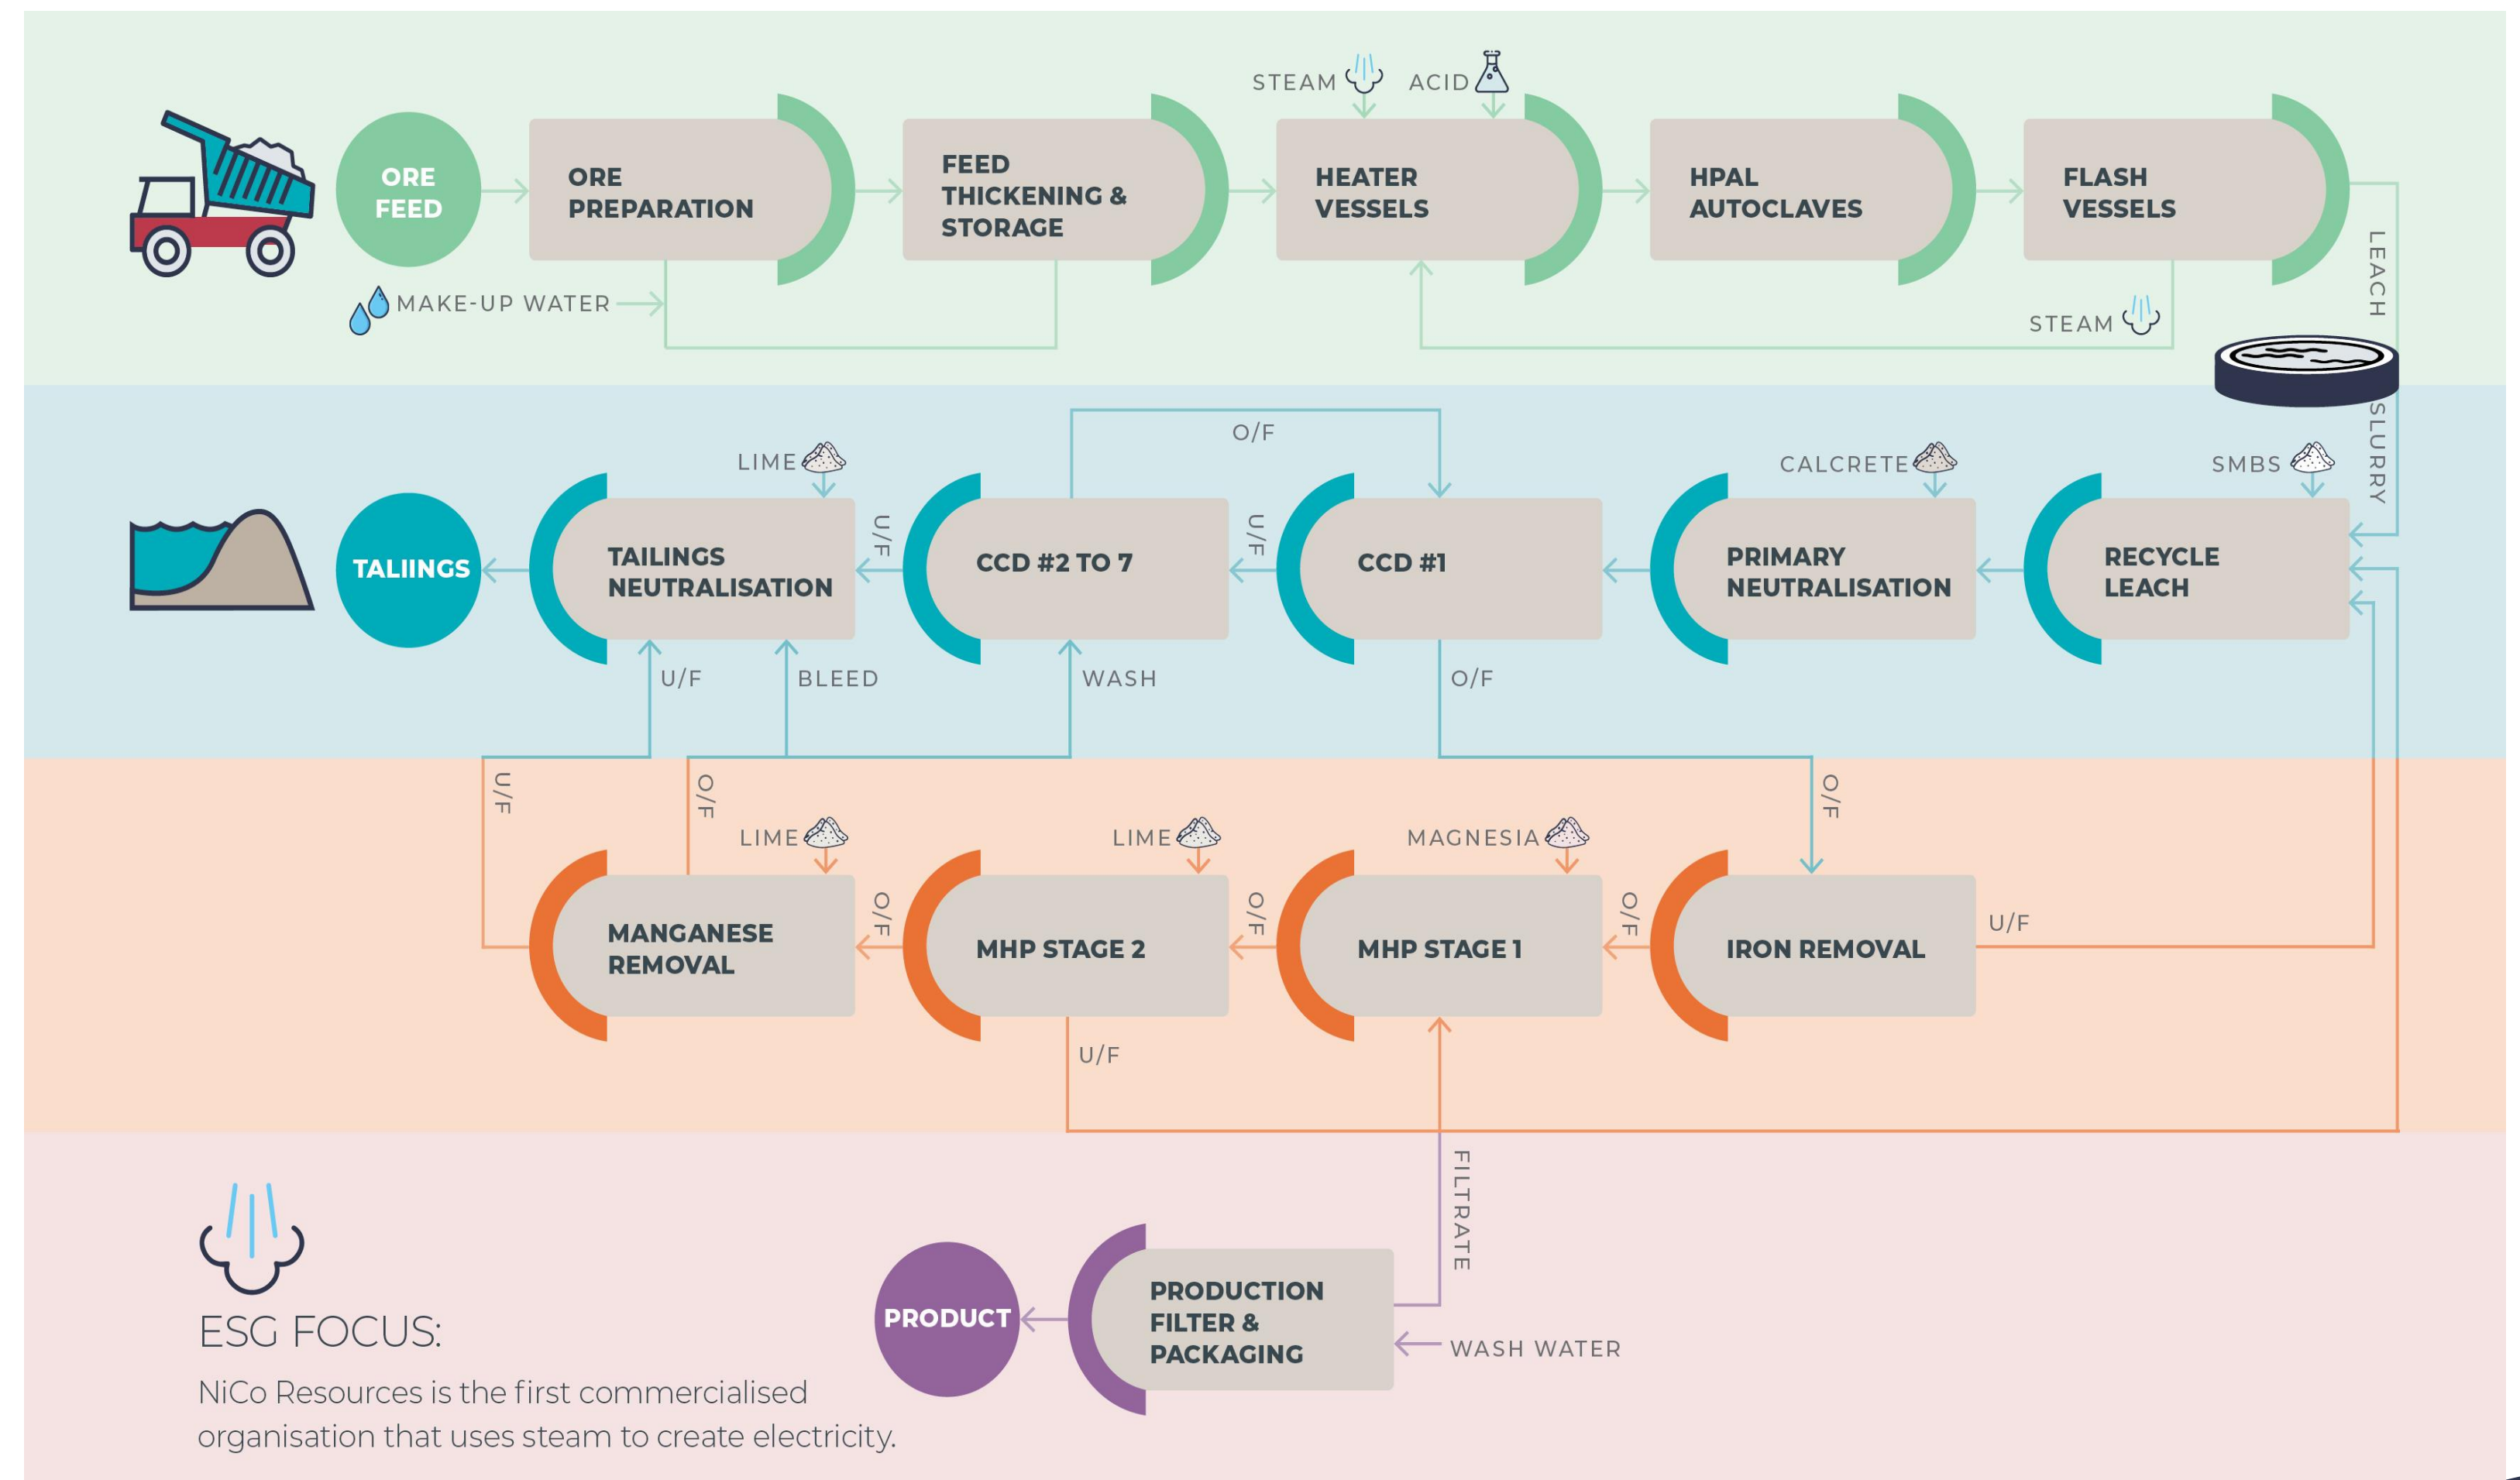 STEAM
ACID
ORE
FEED
ORE
PREPARATION
FEED
THICKENING &
STORAGE
HEATER
VESSELS
HPAL
AUTOCLAVES
FLASH
VESSELS
MAKE-UP WATER
STEAM
LEACH
SLURRY
O/F
LIME
CALCRETE
SMBS
TALIINGS
TAILINGS
NEUTRALISATION
U/F
CCD #2 TO 7
U/F
CCD #1
PRIMARY
NEUTRALISATION
RECYCLE
LEACH
U/F
BLEED
WASH
O/F
U/F
O/F
O/F
LIME
LIME
MAGNESIA
MANGANESE
REMOVAL
O/F
MHP STAGE 2
O/F
MHP STAGE 1
O/F
IRON REMOVAL
U/F
U/F
FILTRATE
PRODUCT
PRODUCTION
FILTER &
PACKAGING
WASH WATER
ESG FOCUS:
NiCo Resources is the first commercialised
organisation that uses steam to create electricity.